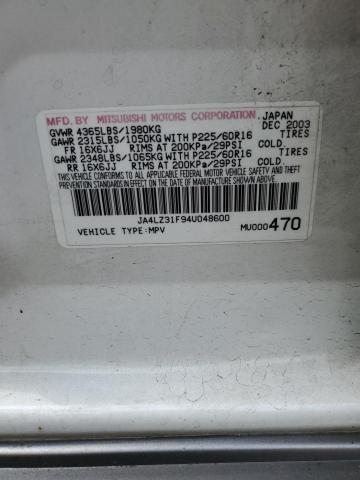 MFD. BY MITSUBISHI MOTORS CORPORATION, JAPAN
GVWR 4365LBS/1980KG DEC 2003
GAWR 2315LBS/1050KG WITH P225/60R16 TIRES
FR 16X6JJ RIMS AT 200KPa/29PSI COLD.
GAWR 2348LBS/1065KG WITH P225/60R16 TIRES
RR 16X6JJ RIMS AT 200KPa/29PSI COLD.
THIS VEHICLE CONFORMS TO ALL APPLICABLE FEDERAL MOTOR VEHICLE SAFETY
AND THEFT PREVENTION STANDARDS IN EFFECT ON THE DATE OF MANUFACTURE SHOWN ABOVE.
JA4LZ31F94U048600
VEHICLE TYPE: MPV MU000470